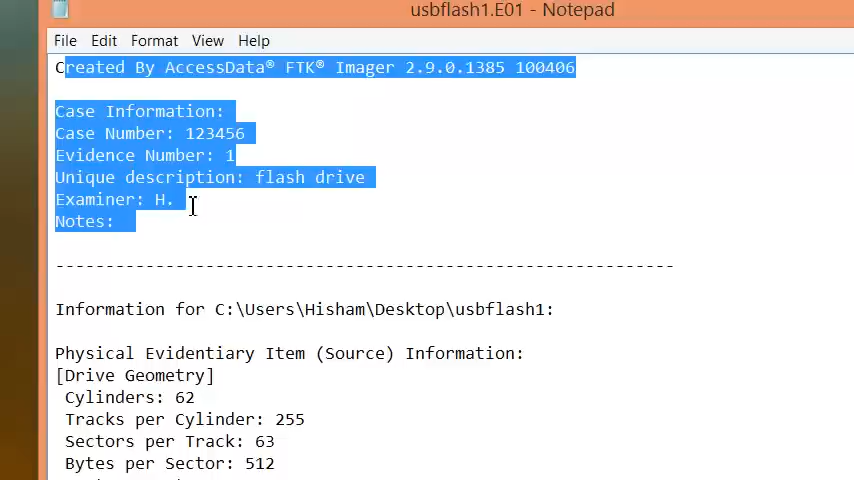 usbflash1.E01 - Notepad
File Edit Format View Help
Created By AccessData® FTK® Imager 2.9.0.1385 100406
Case Information:
Case Number: 123456
Evidence Number: 1
Unique description: flash drive
Examiner: H.
Notes:
-------------------------------------------------------------
Information for C:\Users\Hisham\Desktop\usbflash1:
Physical Evidentiary Item (Source) Information:
[Drive Geometry]
Cylinders: 62
Tracks per Cylinder: 255
Sectors per Track: 63
Bytes per Sector: 512